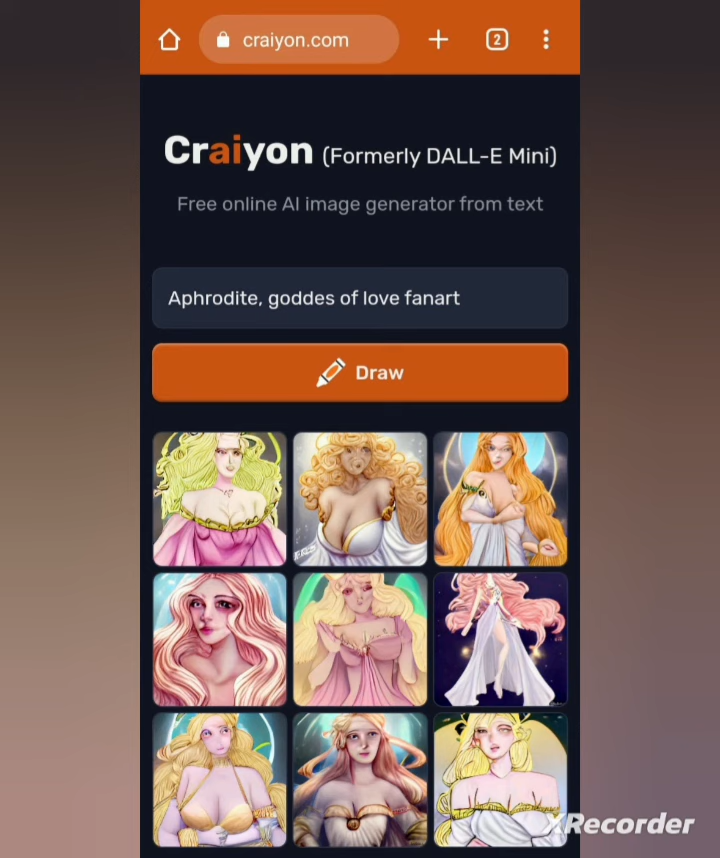 craiyon.com
2
Craiyon (Formerly DALL-E Mini)
Free online AI image generator from text
Aphrodite, goddes of love fanart
Draw
XRecorder